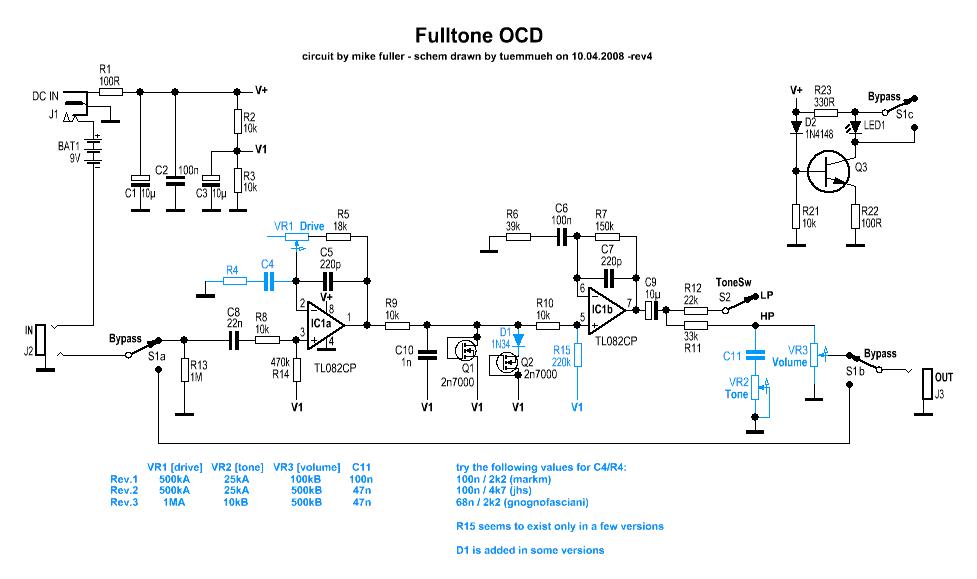 Fulltone OCD
circuit by mike fuller - schem drawn by tuemmueh on 10.04.2008 -rev4
DC IN
J1
R1
100R
V+
R2
10k
V1
R3
10k
BAT1
9V
C1
10µ
C2
100n
C3
10µ
V+
R23
330R
Bypass
S1c
D2
1N4148
LED1
Q3
R21
10k
R22
100R
VR1 Drive
R5
18k
R4
C4
C5
220p
V+
2
8
IC1a
1
3
4
TL082CP
C8
22n
R8
10k
470k
R14
V1
IN
J2
Bypass
S1a
R13
1M
R9
10k
C10
1n
V1
Q1
2n7000
V1
D1
1N34
Q2
2n7000
V1
R10
10k
R15
220k
V1
R6
39k
C6
100n
R7
150k
C7
220p
6
IC1b
7
5
TL082CP
C9
10µ
R12
22k
ToneSw
S2
LP
HP
33k
R11
C11
VR2
Tone
VR3
Volume
Bypass
S1b
OUT
J3
VR1 [drive] VR2 [tone] VR3 [volume] C11
Rev.1 500kA 25kA 100kB 100n
Rev.2 500kA 25kA 500kB 47n
Rev.3 1MA 10kB 500kB 47n
try the following values for C4/R4:
100n / 2k2 (markm)
100n / 4k7 (jhs)
68n / 2k2 (gnognofasciani)
R15 seems to exist only in a few versions
D1 is added in some versions